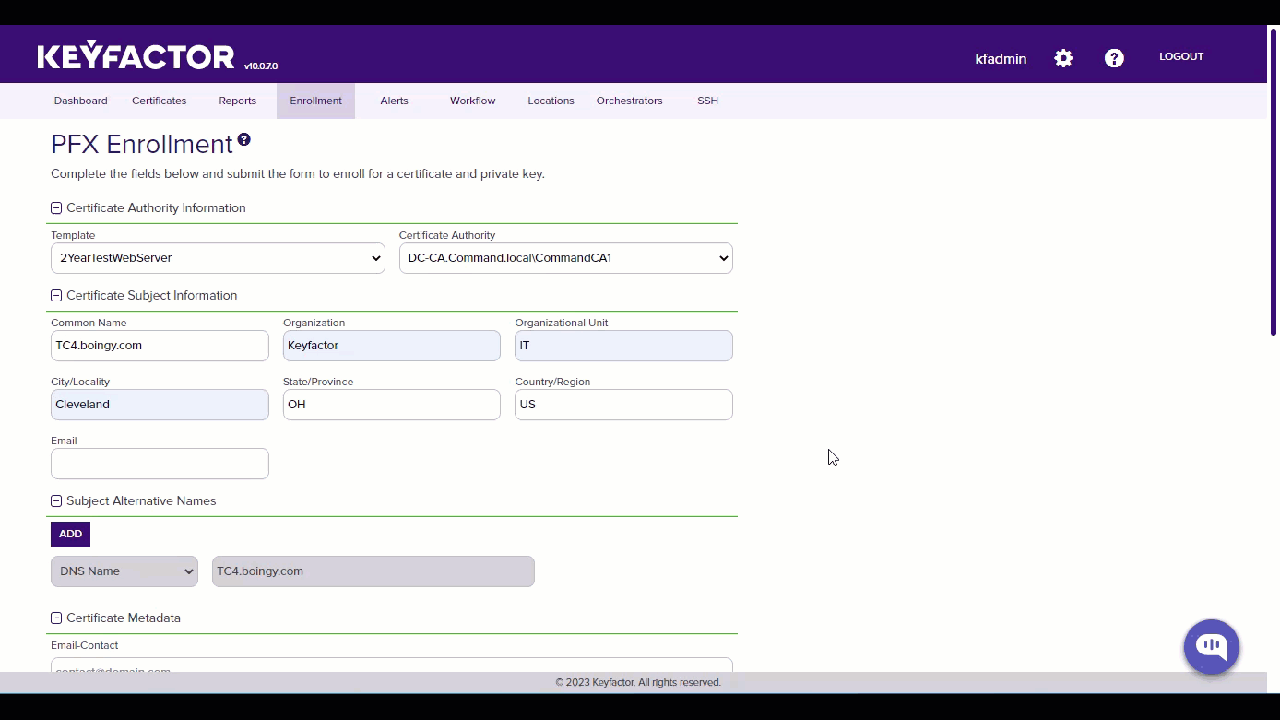 KEYFACTOR v10.0.7.0
kfadmin ? LOGOUT
Dashboard Certificates Reports Enrollment Alerts Workflow Locations Orchestrators SSH
PFX Enrollment ?
Complete the fields below and submit the form to enroll for a certificate and private key.
Certificate Authority Information
Template Certificate Authority
2YearTestWebServer DC-CA.Command.local\CommandCA1
Certificate Subject Information
Common Name Organization Organizational Unit
TC4.boingy.com Keyfactor IT
City/Locality State/Province Country/Region
Cleveland OH US
Email
Subject Alternative Names
ADD
DNS Name TC4.boingy.com
Certificate Metadata
Email-Contact
contact@domain.com
© 2023 Keyfactor. All rights reserved.